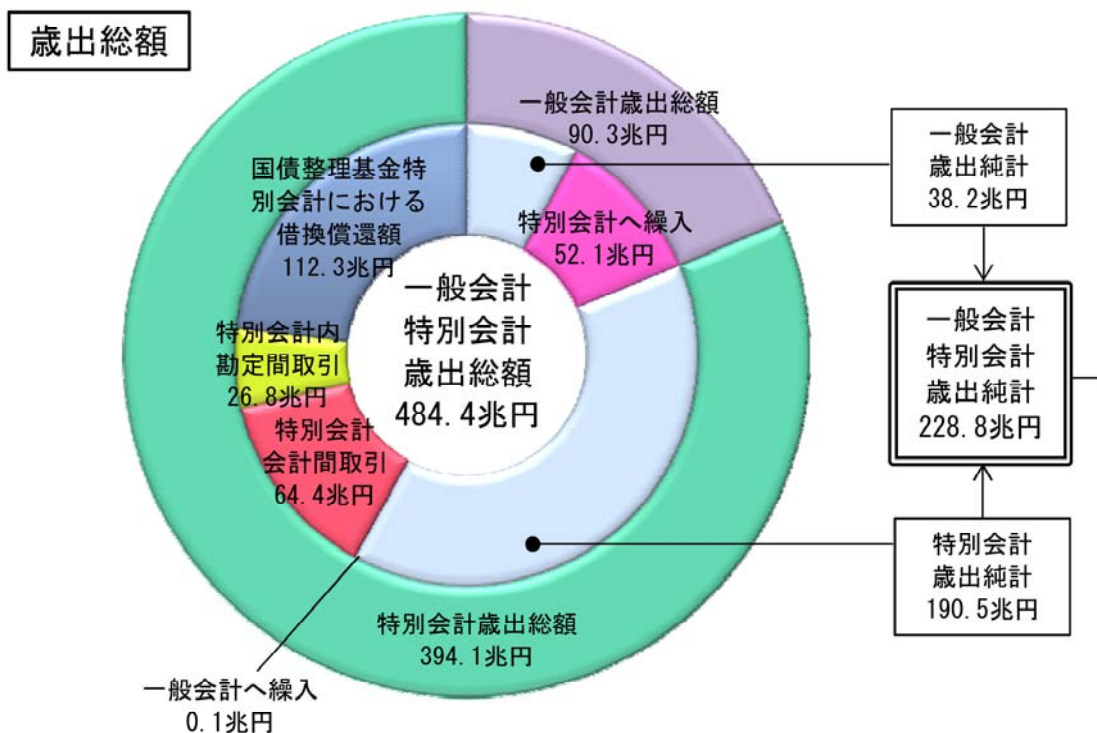 歳出総額
一般会計歳出総額
90.3兆円
一般会計
歳出純計
38.2兆円
国債整理基金特
別会計における
借換償還額
112.3兆円
特別会計へ繰入
52.1兆円
一般会計
特別会計
歳出総額
484.4兆円
一般会計
特別会計
歳出純計
228.8兆円
特別会計内
勘定間取引
26.8兆円
特別会計
会計間取引
64.4兆円
特別会計
歳出純計
190.5兆円
特別会計歳出総額
394.1兆円
一般会計へ繰入
0.1兆円